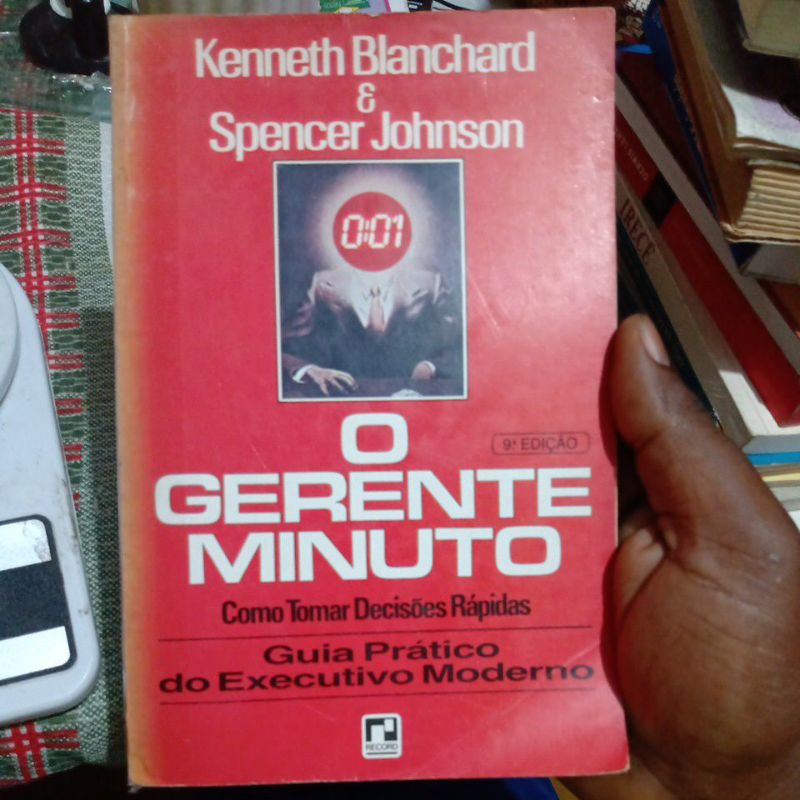 Kenneth Blanchard
&
Spencer Johnson
0:01
O
9ª EDIÇÃO
GERENTE
MINUTO
Como Tomar Decisões Rápidas
Guia Prático
do Executivo Moderno
RECORD
IRECÊ